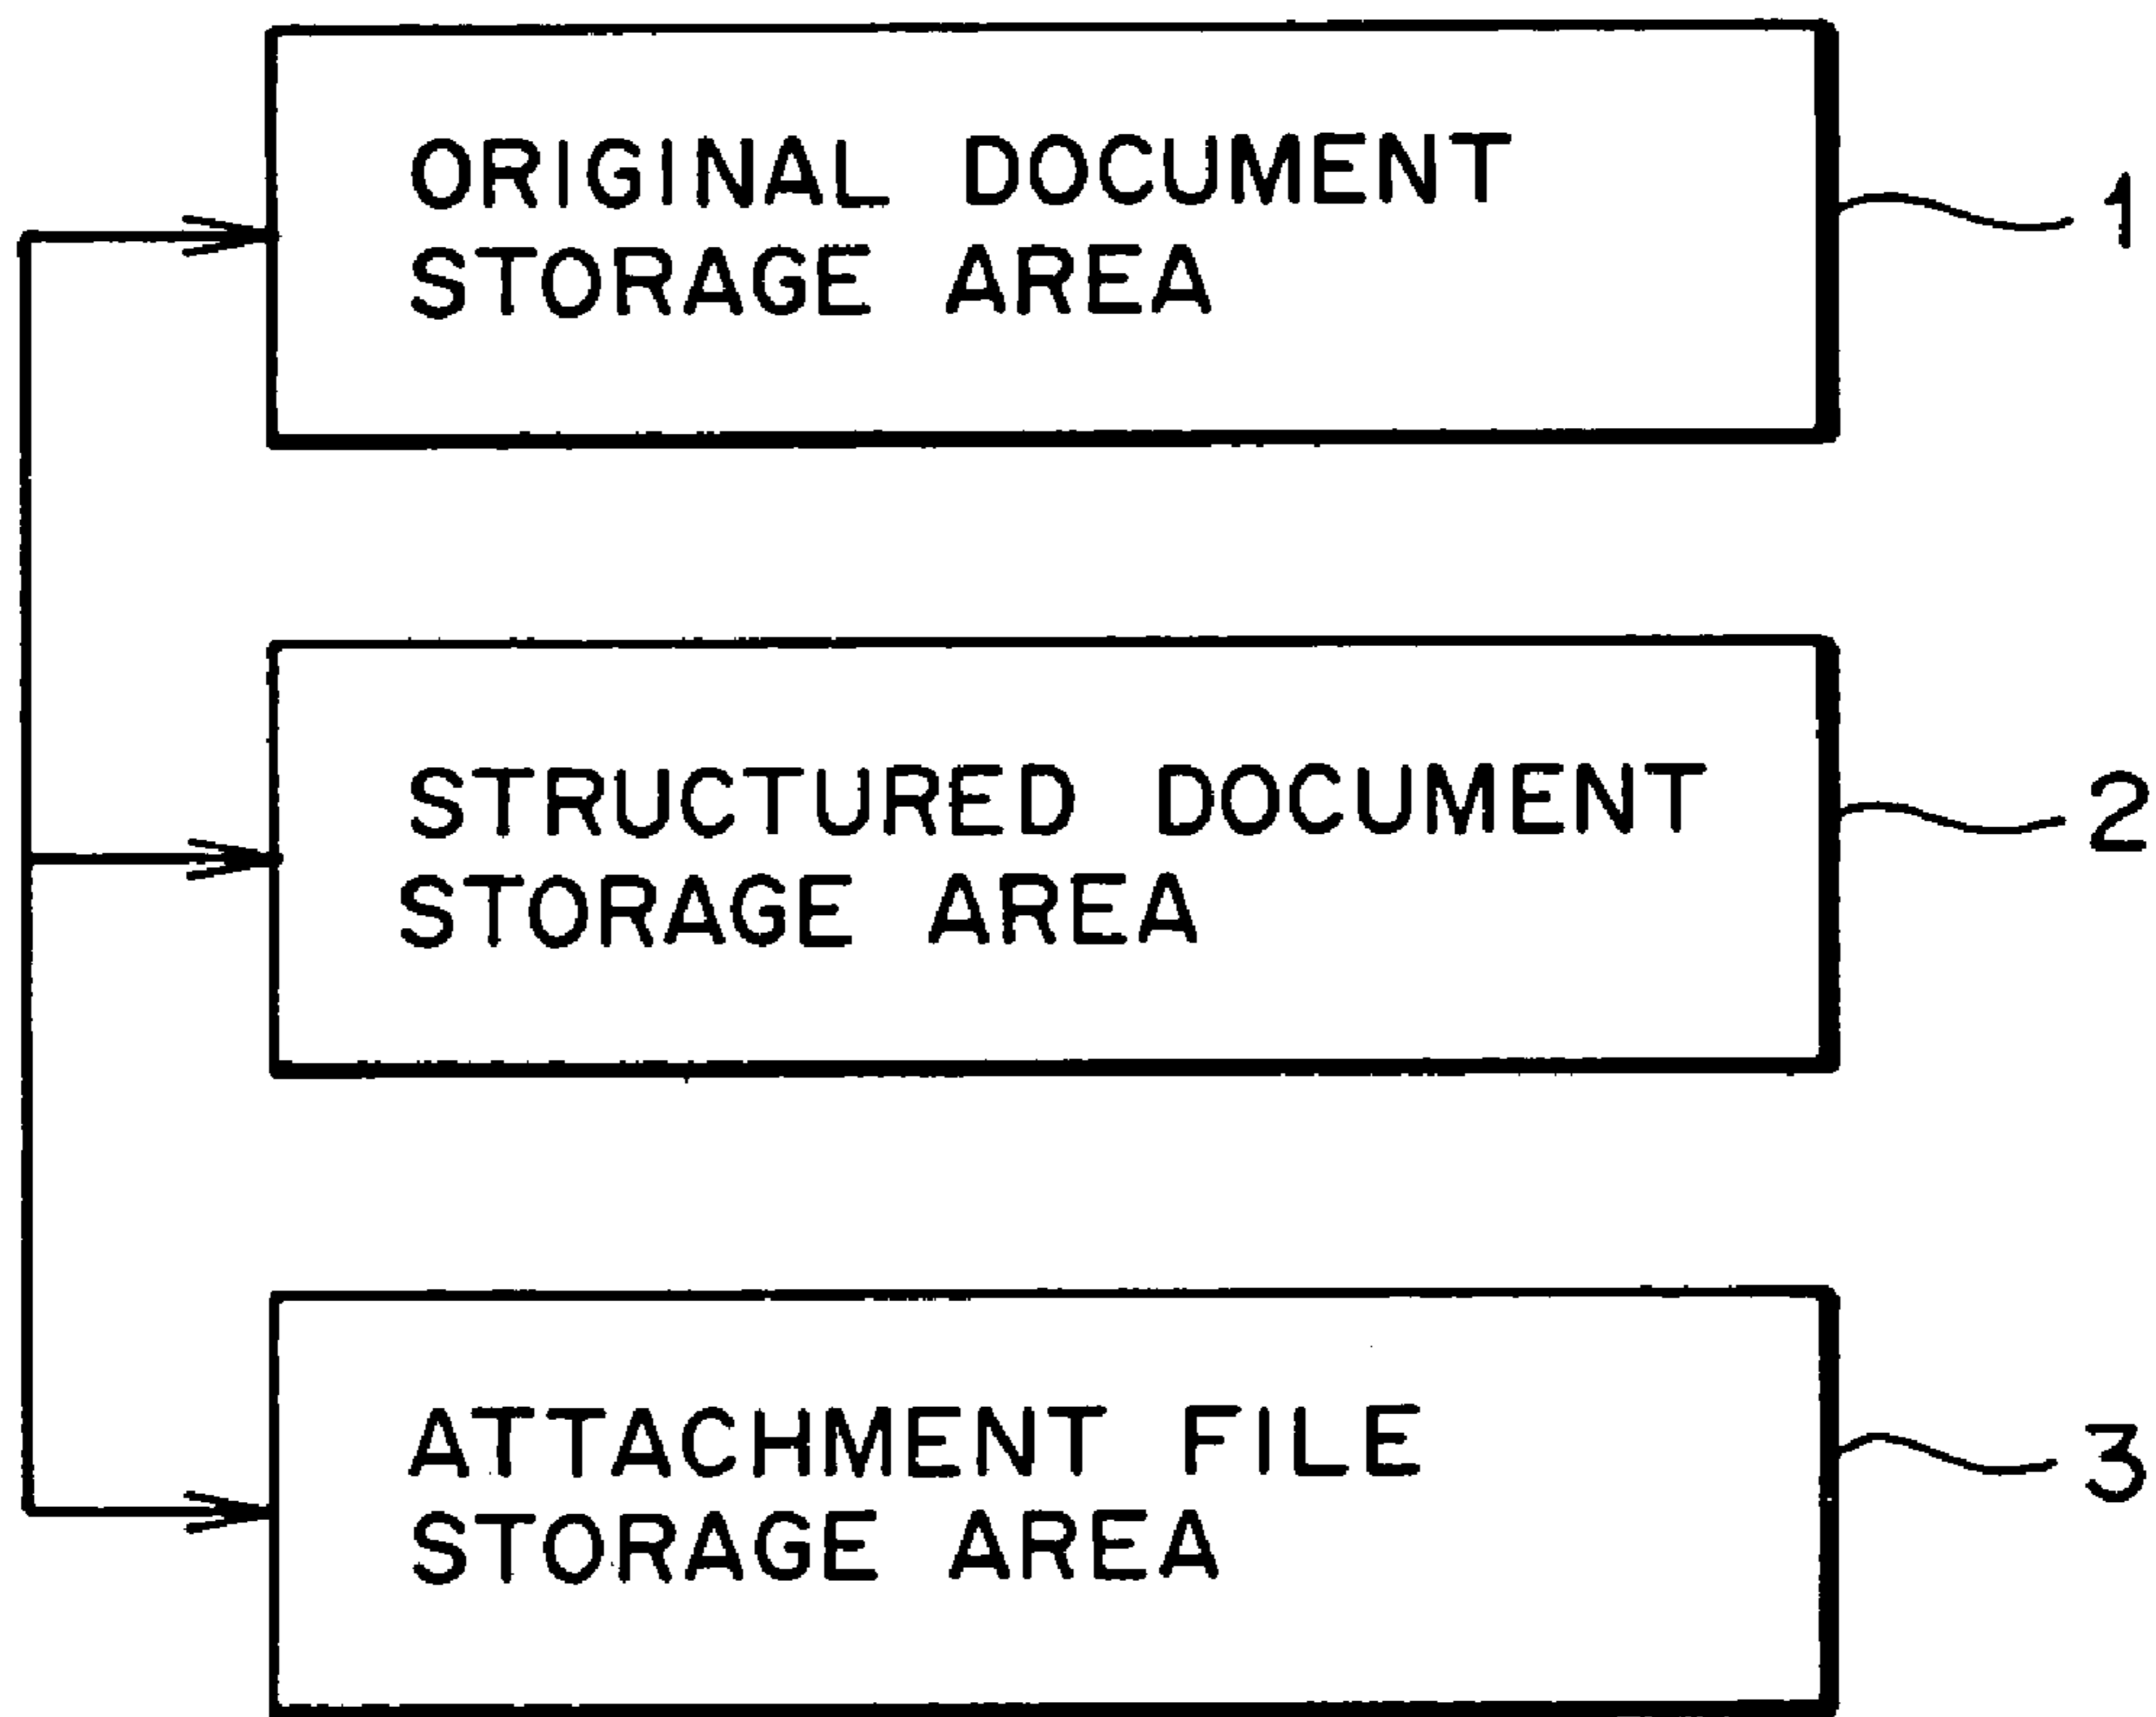 ORIGINAL DOCUMENT
STORAGE AREA
1
STRUCTURED DOCUMENT
STORAGE AREA
2
ATTACHMENT FILE
STORAGE AREA
3